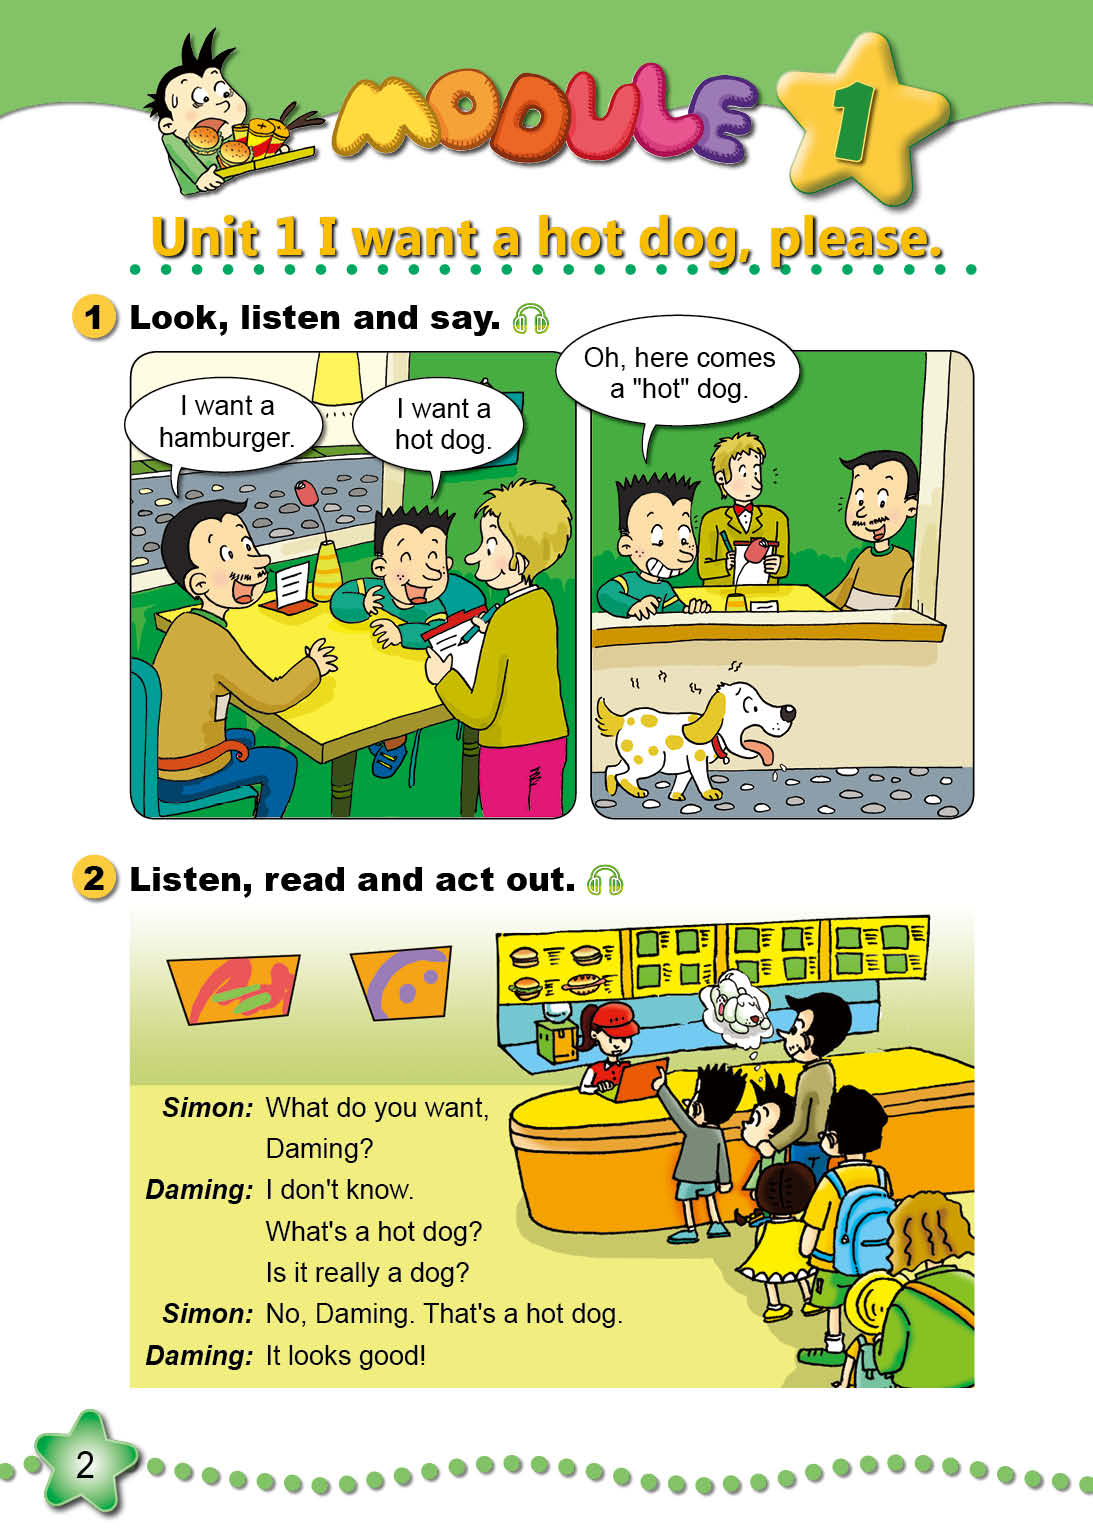 MODULE 1
Unit 1 I want a hot dog, please.
1 Look, listen and say.
I want a
hamburger.
I want a
hot dog.
Oh, here comes
a "hot" dog.
2 Listen, read and act out.
Simon: What do you want,
Daming?
Daming: I don't know.
What's a hot dog?
Is it really a dog?
Simon: No, Daming. That's a hot dog.
Daming: It looks good!
2